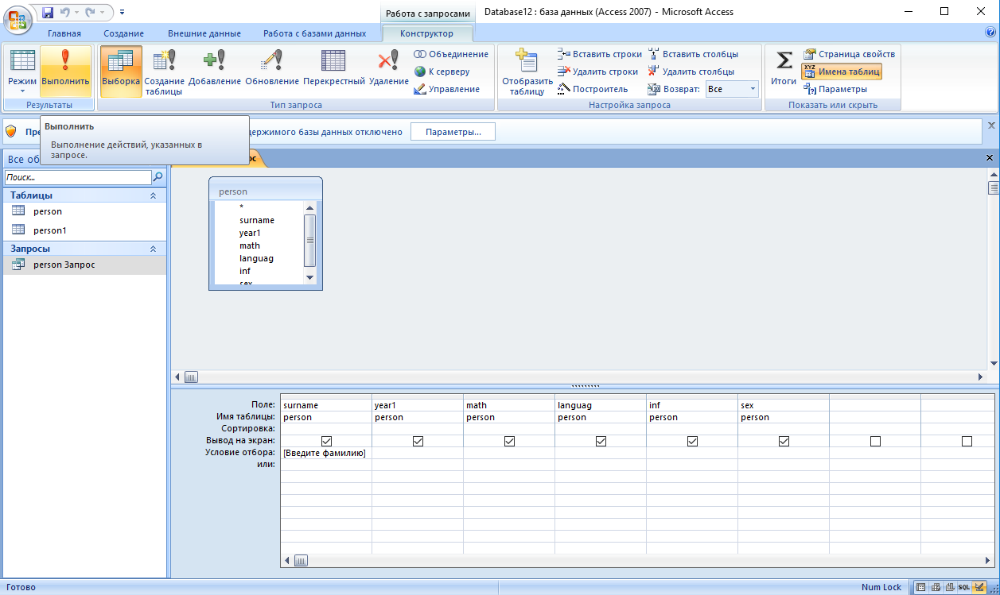 Работа с запросами
Database12 : база данных (Access 2007) - Microsoft Access
Главная Создание Внешние данные Работа с базами данных Конструктор
Режим Выполнить
Результаты
Выборка Создание таблицы Добавление Обновление Перекрестный Удаление
Объединение
К серверу
Управление
Тип запроса
Отобразить таблицу
Вставить строки
Удалить строки
Построитель
Вставить столбцы
Удалить столбцы
Возврат: Все
Настройка запроса
Итоги
Страница свойств
XYZ Имена таблиц
Параметры
Показать или скрыть
Выполнить
Выполнение действий, указанных в
запросе.
Пре
держимого базы данных отключено Параметры...
Все об
ос
Поиск...
Таблицы
person
person1
Запросы
person Запрос
person
*
surname
year1
math
languag
inf
sex
Поле: surname year1 math languag inf sex
Имя таблицы: person person person person person person
Сортировка:
Вывод на экран:
Условие отбора: [Введите фамилию]
или:
Готово Num Lock SQL